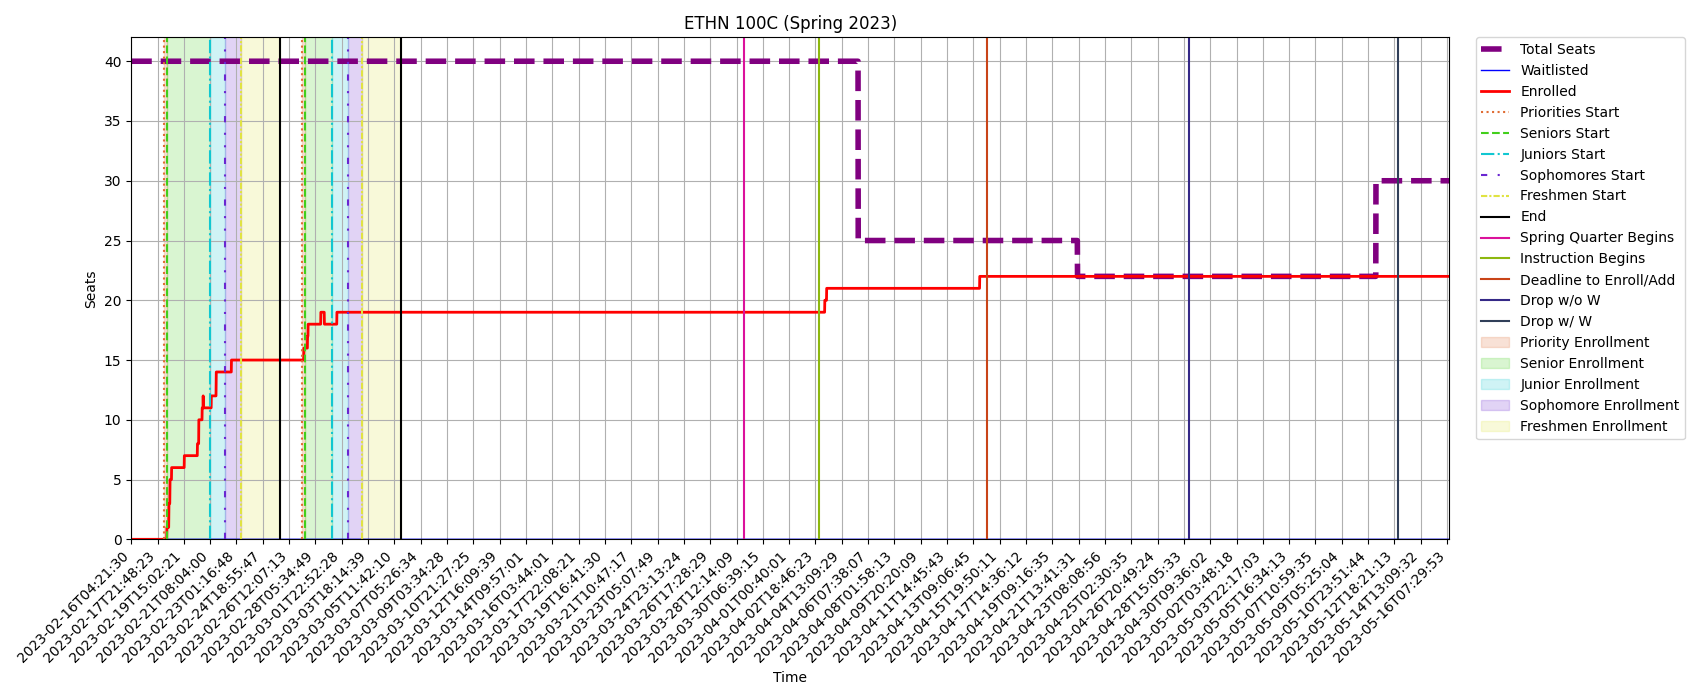 ETHN 100C (Spring 2023)
Seats
40
35
30
25
20
15
10
5
0
2023-02-16T04:21:30
2023-02-17T21:48:23
2023-02-19T15:02:21
2023-02-21T08:04:00
2023-02-23T01:16:48
2023-02-24T18:55:47
2023-02-26T12:07:13
2023-02-28T05:34:49
2023-03-01T22:52:28
2023-03-03T18:14:39
2023-03-05T11:42:10
2023-03-07T05:26:34
2023-03-09T03:34:28
2023-03-10T21:27:25
2023-03-12T16:09:39
2023-03-14T09:57:01
2023-03-16T03:44:01
2023-03-17T22:08:21
2023-03-19T16:41:30
2023-03-21T10:47:17
2023-03-23T05:07:49
2023-03-24T23:13:24
2023-03-26T17:28:29
2023-03-28T12:14:09
2023-03-30T06:39:15
2023-04-01T00:40:01
2023-04-02T18:46:23
2023-04-04T13:09:29
2023-04-06T07:38:07
2023-04-08T01:58:13
2023-04-09T20:20:09
2023-04-11T14:45:43
2023-04-13T09:06:45
2023-04-15T19:50:11
2023-04-17T14:36:12
2023-04-19T09:16:35
2023-04-21T13:41:31
2023-04-23T08:08:56
2023-04-25T02:30:35
2023-04-26T20:49:24
2023-04-28T15:05:33
2023-04-30T09:36:02
2023-05-02T03:48:18
2023-05-03T22:17:03
2023-05-05T16:34:13
2023-05-07T10:59:35
2023-05-09T05:25:04
2023-05-10T23:51:44
2023-05-12T18:21:13
2023-05-14T13:09:32
2023-05-16T07:29:53
Time
Total Seats
Waitlisted
Enrolled
Priorities Start
Seniors Start
Juniors Start
Sophomores Start
Freshmen Start
End
Spring Quarter Begins
Instruction Begins
Deadline to Enroll/Add
Drop w/o W
Drop w/ W
Priority Enrollment
Senior Enrollment
Junior Enrollment
Sophomore Enrollment
Freshmen Enrollment